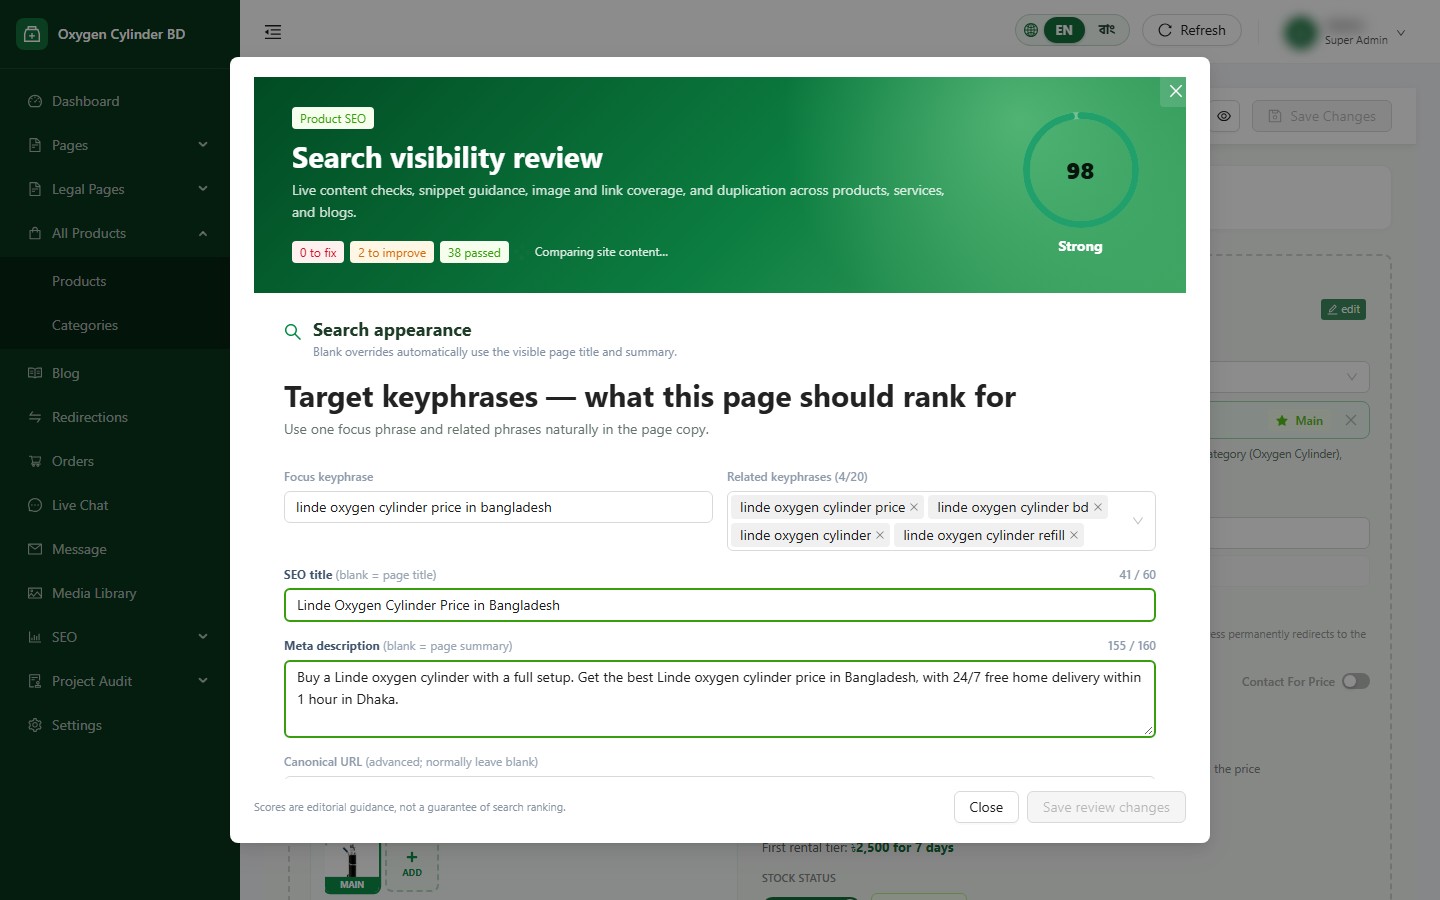 Oxygen Cylinder BD
EN
বাং
Refresh
Super Admin
Dashboard
Pages
Legal Pages
All Products
Products
Categories
Blog
Redirections
Orders
Live Chat
Message
Media Library
SEO
Project Audit
Settings
Save Changes
edit
Main
ategory (Oxygen Cylinder),
ess permanently redirects to the
Contact For Price
the price
Product SEO
Search visibility review
Live content checks, snippet guidance, image and link coverage, and duplication across products, services,
and blogs.
0 to fix
2 to improve
38 passed
Comparing site content...
98
Strong
Search appearance
Blank overrides automatically use the visible page title and summary.
Target keyphrases — what this page should rank for
Use one focus phrase and related phrases naturally in the page copy.
Focus keyphrase
linde oxygen cylinder price in bangladesh
Related keyphrases (4/20)
linde oxygen cylinder price
linde oxygen cylinder bd
linde oxygen cylinder
linde oxygen cylinder refill
SEO title (blank = page title)
41 / 60
Linde Oxygen Cylinder Price in Bangladesh
Meta description (blank = page summary)
155 / 160
Buy a Linde oxygen cylinder with a full setup. Get the best Linde oxygen cylinder price in Bangladesh, with 24/7 free home delivery within
1 hour in Dhaka.
Canonical URL (advanced; normally leave blank)
Scores are editorial guidance, not a guarantee of search ranking.
Close
Save review changes
MAIN
ADD
First rental tier: ৳2,500 for 7 days
STOCK STATUS